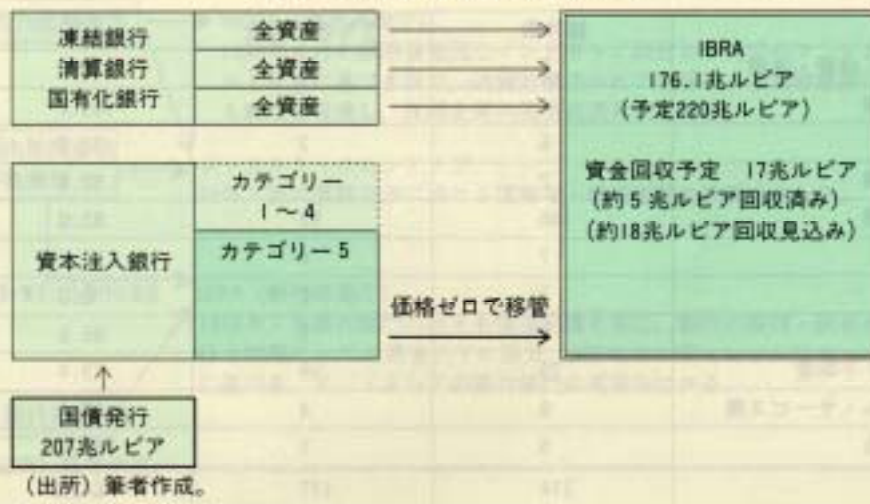 凍結銀行
清算銀行
国有化銀行
全資産
全資産
全資産
IBRA
176.1兆ルピア
(予定220兆ルピア)
資金回収予定 17兆ルピア
(約5兆ルピア回収済み)
(約18兆ルピア回収見込み)
資本注入銀行
カテゴリー
1〜4
カテゴリー5
価格ゼロで移管
国債発行
207兆ルピア
(出所)筆者作成。